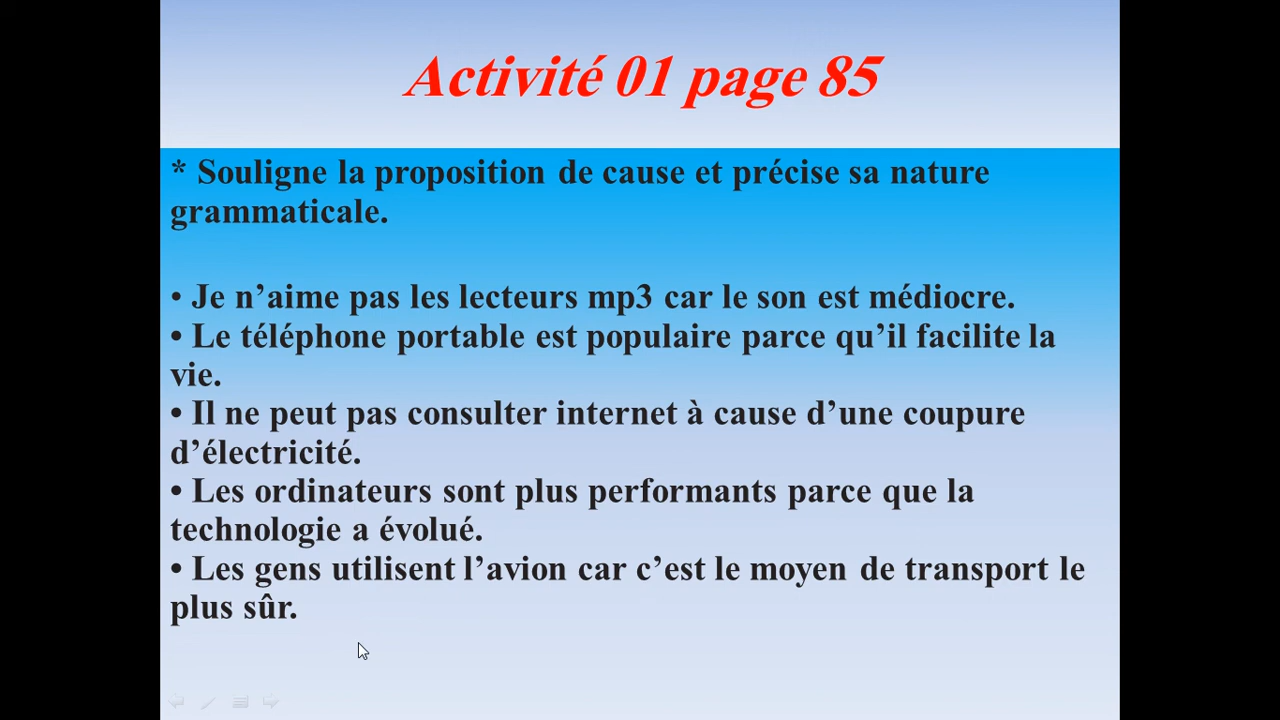 Activité 01 page 85
* Souligne la proposition de cause et précise sa nature
grammaticale.
• Je n’aime pas les lecteurs mp3 car le son est médiocre.
• Le téléphone portable est populaire parce qu’il facilite la
vie.
• Il ne peut pas consulter internet à cause d’une coupure
d’électricité.
• Les ordinateurs sont plus performants parce que la
technologie a évolué.
• Les gens utilisent l’avion car c’est le moyen de transport le
plus sûr.